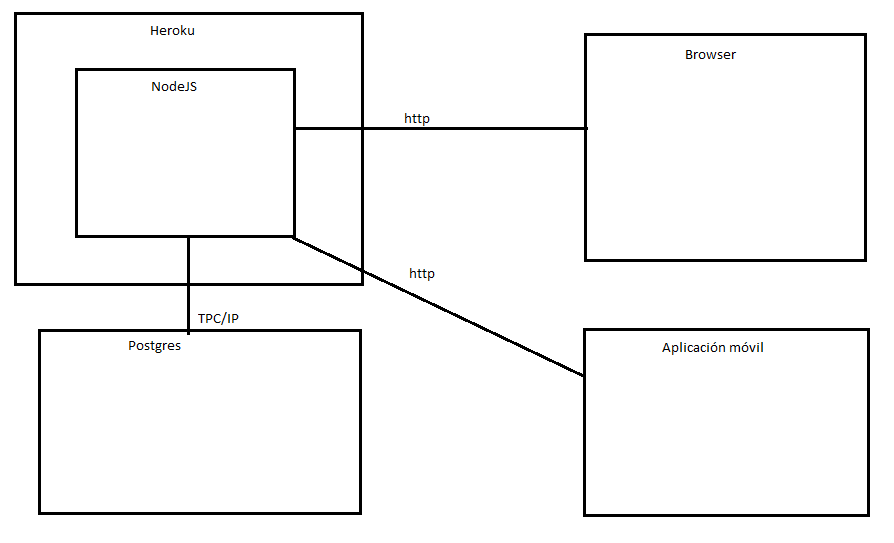 Heroku
NodeJS
Browser
http
http
TPC/IP
Postgres
Aplicación móvil